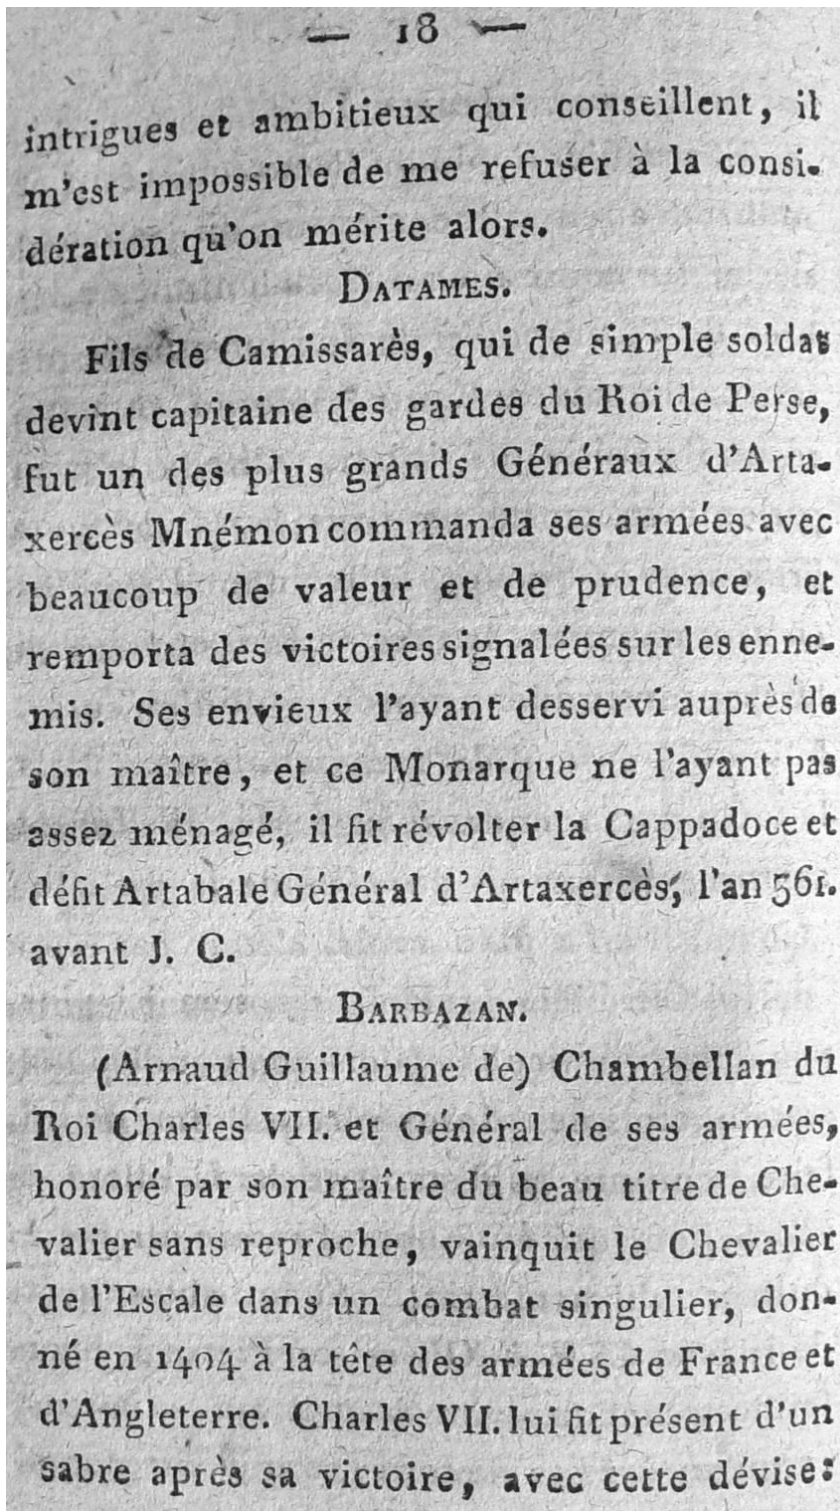 — 18 —
intrigues et ambitieux qui conseillent, il
m'est impossible de me refuser à la consi-
dération qu'on mérite alors.
DATAMES.
Fils de Camissarès, qui de simple soldat
devint capitaine des gardes du Roi de Perse,
fut un des plus grands Généraux d'Arta-
xercès Mnémon commanda ses armées avec
beaucoup de valeur et de prudence, et
remporta des victoires signalées sur les enne-
mis. Ses envieux l'ayant desservi auprès de
son maître, et ce Monarque ne l'ayant pas
assez ménagé, il fit révolter la Cappadoce et
défit Artabale Général d'Artaxercès, l'an 561.
avant J. C.
BARBAZAN.
(Arnaud Guillaume de) Chambellan du
Roi Charles VII. et Général de ses armées,
honoré par son maître du beau titre de Che-
valier sans reproche, vainquit le Chevalier
de l'Escale dans un combat singulier, don-
né en 1404 à la tête des armées de France et
d'Angleterre. Charles VII. lui fit présent d'un
sabre après sa victoire, avec cette dévise: